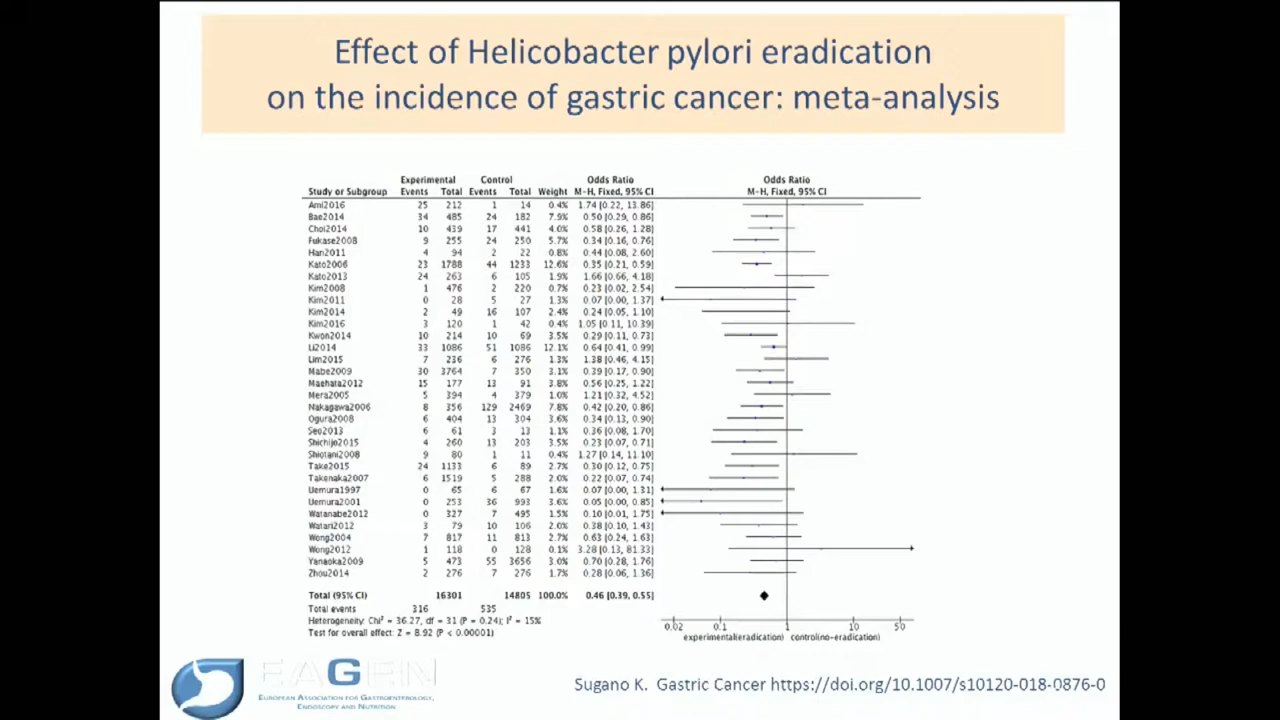 Effect of Helicobacter pylori eradication
on the incidence of gastric cancer: meta-analysis
Experimental Control Odds Ratio Odds Ratio
Study or Subgroup Events Total Events Total Weight M-H, Fixed, 95% CI M-H, Fixed, 95% CI
Ami2016 25 212 1 14 0.4% 1.74 [0.22, 13.86]
Bae2014 34 485 24 182 7.9% 0.50 [0.29, 0.86]
Choi2014 10 439 17 441 4.0% 0.58 [0.26, 1.28]
Fukase2008 9 255 24 250 5.7% 0.34 [0.16, 0.76]
Han2011 4 94 2 22 0.8% 0.44 [0.08, 2.60]
Kato2006 23 1788 44 1233 12.6% 0.35 [0.21, 0.59]
Kato2013 24 263 6 105 1.9% 1.66 [0.66, 4.18]
Kim2008 1 476 2 220 0.7% 0.23 [0.02, 2.54]
Kim2011 0 28 5 27 1.3% 0.07 [0.00, 1.37]
Kim2014 2 49 16 107 2.4% 0.24 [0.05, 1.10]
Kim2016 3 120 1 42 0.4% 1.05 [0.11, 10.39]
Kwon2014 10 214 10 69 3.5% 0.29 [0.11, 0.73]
Li2014 33 1086 51 1086 12.1% 0.64 [0.41, 0.99]
Lim2015 7 236 6 276 1.3% 1.38 [0.46, 4.15]
Mabe2009 30 3764 7 350 3.1% 0.39 [0.17, 0.90]
Maehata2012 15 177 13 91 3.8% 0.56 [0.25, 1.22]
Mera2005 5 394 4 379 1.0% 1.21 [0.32, 4.52]
Nakagawa2006 8 356 129 2469 7.8% 0.42 [0.20, 0.86]
Ogura2008 6 404 13 304 3.6% 0.34 [0.13, 0.90]
Seo2013 6 61 3 13 1.1% 0.36 [0.08, 1.70]
Shichijo2015 4 260 13 203 3.5% 0.23 [0.07, 0.71]
Shiotani2008 9 80 1 11 0.4% 1.27 [0.14, 11.10]
Take2015 24 1133 6 89 2.7% 0.30 [0.12, 0.75]
Takenaka2007 6 1519 5 288 2.0% 0.22 [0.07, 0.74]
Uemura1997 0 65 6 67 1.5% 0.07 [0.00, 1.31]
Uemura2001 0 253 36 993 3.6% 0.05 [0.00, 0.85]
Watanabe2012 0 327 7 495 1.5% 0.10 [0.01, 1.75]
Watari2012 3 79 10 106 2.0% 0.38 [0.10, 1.43]
Wong2004 7 817 11 813 2.7% 0.63 [0.24, 1.64]
Wong2012 1 118 0 128 0.1% 3.28 [0.13, 81.33]
Yanaoka2009 5 473 55 3656 3.0% 0.70 [0.28, 1.76]
Zhou2014 2 276 7 276 1.7% 0.28 [0.06, 1.36]
Total (95% CI) 16301 14805 100.0% 0.46 [0.39, 0.55]
Total events 316 535
Heterogeneity: Chi² = 36.27, df = 31 (P = 0.24); I² = 15%
Test for overall effect: Z = 8.92 (P < 0.00001)
0.02 0.1 1 10 50
experimental(eradication) control(no-eradication)
EAGEN
European Association for Gastroenterology,
Endoscopy and Nutrition
Sugano K. Gastric Cancer https://doi.org/10.1007/s10120-018-0876-0